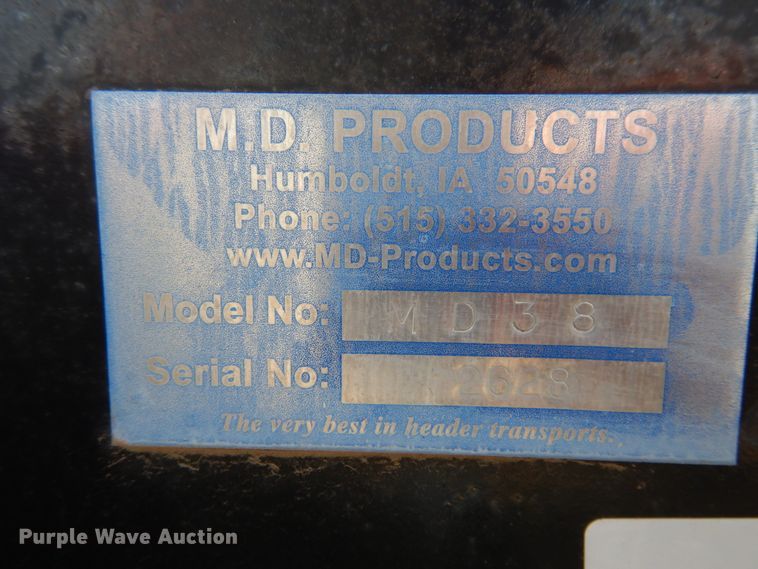 M.D. PRODUCTS
Humboldt, IA 50548
Phone: (515) 332-3550
www.MD-Products.com
Model No: MD38
Serial No:
The very best in header transports.
Purple Wave Auction